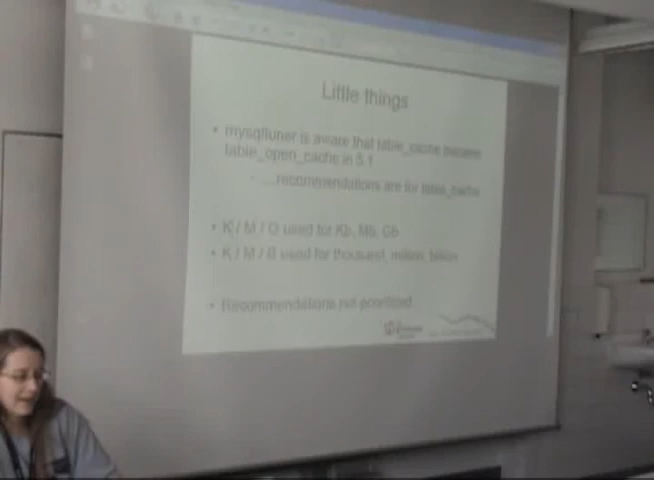 Little things
• mysqltuner is aware that table_cache became
table_open_cache in 5.1
- ...recommendations are for table_cache
• K / M / G used for Kb, Mb, Gb
• K / M / B used for thousand, million, billion
• Recommendations not prioritized